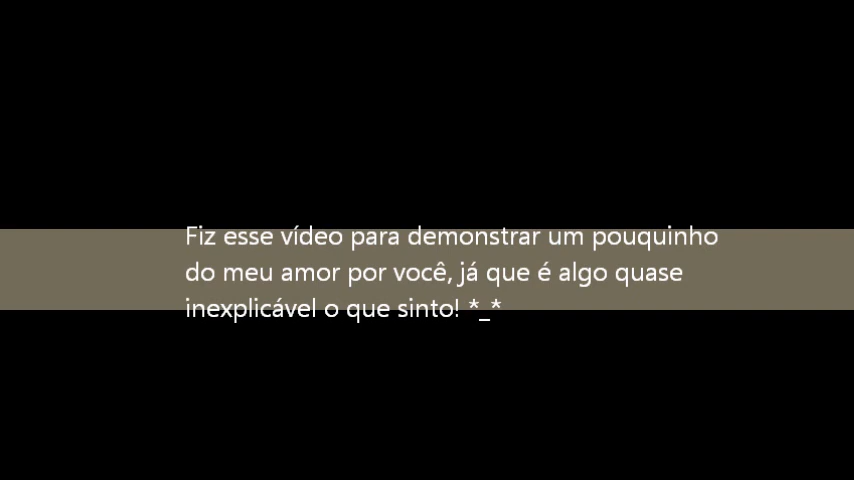 Fiz esse vídeo para demonstrar um pouquinho
do meu amor por você, já que é algo quase
inexplicável o que sinto! *_*